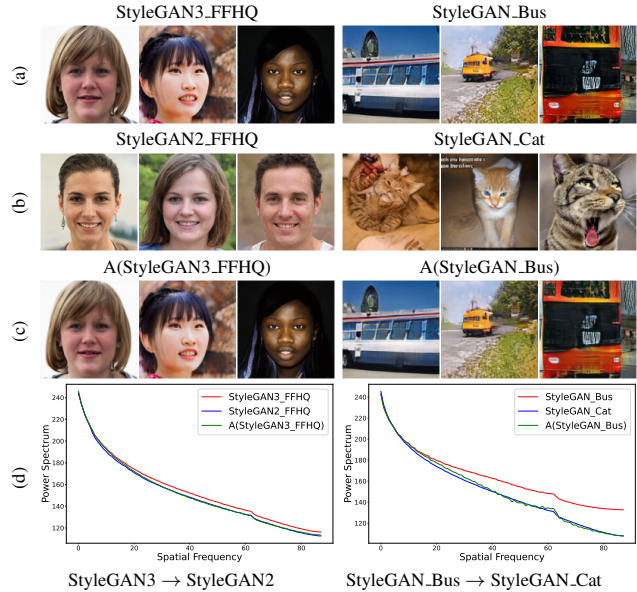 StyleGAN3_FFHQ StyleGAN_Bus
(a)
StyleGAN2_FFHQ StyleGAN_Cat
(b)
A(StyleGAN3_FFHQ) A(StyleGAN_Bus)
(c)
(d)
Power Spectrum
240
220
200
180
160
140
120
0 20 40 60 80
Spatial Frequency
StyleGAN3_FFHQ
StyleGAN2_FFHQ
A(StyleGAN3_FFHQ)
Power Spectrum
240
220
200
180
160
140
120
0 20 40 60 80
Spatial Frequency
StyleGAN_Bus
StyleGAN_Cat
A(StyleGAN_Bus)
StyleGAN3 → StyleGAN2 StyleGAN_Bus → StyleGAN_Cat